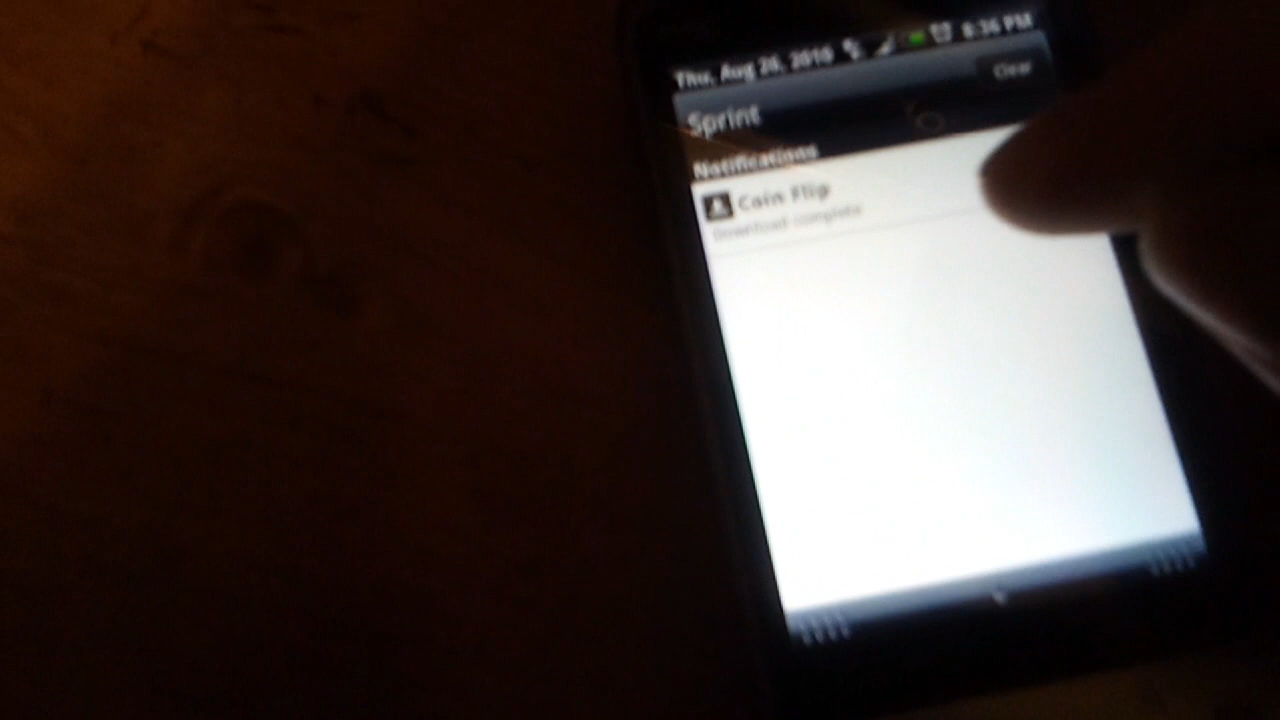 Thu, Aug 26, 2010 8:36 PM
Sprint
Clear
Notifications
Coin Flip
Download complete